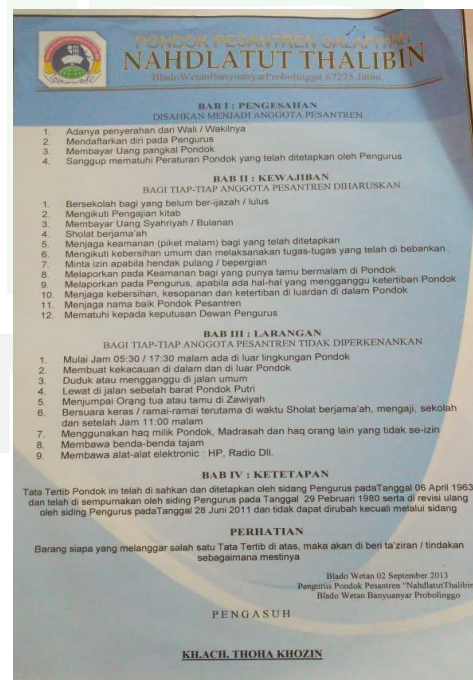 PONDOK PESANTREN SALAFIYAH
NAHDLATUT THALIBIN
BladoWetanBanyuanyarProbolinggo 67275 Jatim
BAB I : PENGESAHAN
DISAHKAN MENJADI ANGGOTA PESANTREN
1. Adanya penyerahan dari Wali / Wakilnya
2. Mendaftarkan diri pada Pengurus
3. Membayar Uang pangkal Pondok
4. Sanggup mematuhi Peraturan Pondok yang telah ditetapkan oleh Pengurus
BAB II : KEWAJIBAN
BAGI TIAP-TIAP ANGGOTA PESANTREN DIHARUSKAN
1. Bersekolah bagi yang belum ber-ijazah / lulus
2. Mengikuti Pengajian kitab
3. Membayar Uang Syahriyah / Bulanan
4. Sholat berjama'ah
5. Menjaga keamanan (piket malam) bagi yang telah ditetapkan
6. Mengikuti kebersihan umum dan melaksanakan tugas-tugas yang telah di bebankan
7. Minta izin apabila hendak pulang / bepergian
8. Melaporkan pada Keamanan bagi yang punya tamu bermalam di Pondok
9. Melaporkan pada Pengurus, apabila ada hal-hal yang mengganggu ketertiban Pondok
10. Menjaga kebersihan, kesopanan dan ketertiban di luardan di dalam Pondok
11. Menjaga nama baik Pondok Pesantren
12. Mematuhi kepada keputusan Dewan Pengurus
BAB III : LARANGAN
BAGI TIAP-TIAP ANGGOTA PESANTREN TIDAK DIPERKENANKAN
1. Mulai Jam 05:30 / 17:30 malam ada di luar lingkungan Pondok
2. Membuat kekacauan di dalam dan di luar Pondok
3. Duduk atau mengganggu di jalan umum
4. Lewat di jalan sebelah barat Pondok Putri
5. Menjumpai Orang tua atau tamu di Zawiyah
6. Bersuara keras / ramai-ramai terutama di waktu Sholat berjama'ah, mengaji, sekolah
dan setelah Jam 11:00 malam
7. Menggunakan haq milik Pondok, Madrasah dan haq orang lain yang tidak se-izin
8. Membawa benda-benda tajam
9. Membawa alat-alat elektronic : HP, Radio Dll.
BAB IV : KETETAPAN
Tata Tertib Pondok ini telah di sahkan dan ditetapkan oleh sidang Pengurus padaTanggal 06 April 1963
dan telah di sempurnakan oleh siding Pengurus pada Tanggal 29 Pebruari 1980 serta di revisi ulang
oleh siding Pengurus padaTanggal 28 Juni 2011 dan tidak dapat dirubah kecuali melalui sidang
PERHATIAN
Barang siapa yang melanggar salah satu Tata Tertib di atas, maka akan di beri ta'ziran / tindakan
sebagaimana mestinya
Blado Wetan 02 September 2013
Pengurus Pondok Pesantren "NahdlatutThalibin
Blado Wetan Banyuanyar Probolinggo
PENGASUH
KH.ACH. THOHA KHOZIN